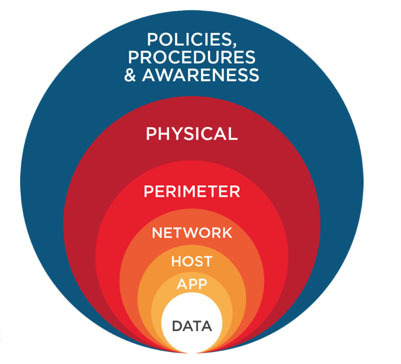 POLICIES,
PROCEDURES
& AWARENESS
PHYSICAL
PERIMETER
NETWORK
HOST
APP
DATA